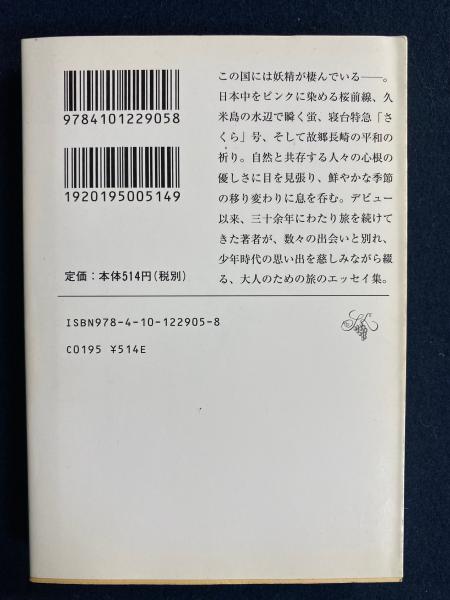 9784101229058
1920195005149
定価：本体514円（税別）
この国には妖精が棲んでいる――。
日本中をピンクに染める桜前線、久
米島の水辺で瞬く蛍、寝台特急「さ
くら」号、そして故郷長崎の平和の
祈り。自然と共存する人々の心根の
優しさに目を見張り、鮮やかな季節
の移り変わりに息を呑む。デビュー
以来、三十余年にわたり旅を続けて
きた著者が、数々の出会いと別れ、
少年時代の思い出を慈しみながら綴
る、大人のための旅のエッセイ集。
ISBN978-4-10-122905-8
C0195 ¥514E